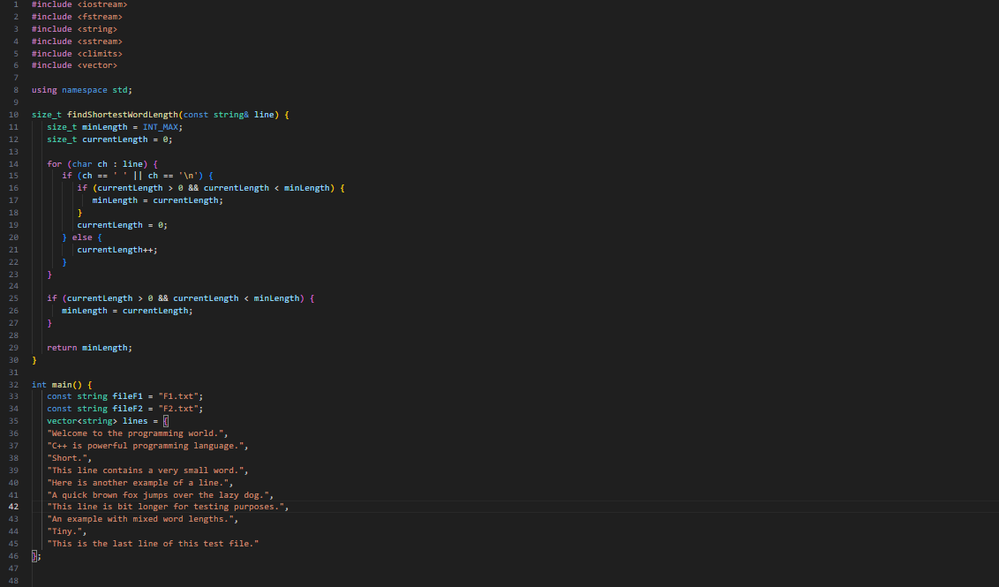 1 #include <iostream>
2 #include <fstream>
3 #include <string>
4 #include <sstream>
5 #include <climits>
6 #include <vector>
7
8 using namespace std;
9
10 size_t findShortestWordLength(const string& line) {
11 size_t minLength = INT_MAX;
12 size_t currentLength = 0;
13
14 for (char ch : line) {
15 if (ch == ' ' || ch == '\n') {
16 if (currentLength > 0 && currentLength < minLength) {
17 minLength = currentLength;
18 }
19 currentLength = 0;
20 } else {
21 currentLength++;
22 }
23 }
24
25 if (currentLength > 0 && currentLength < minLength) {
26 minLength = currentLength;
27 }
28
29 return minLength;
30 }
31
32 int main() {
33 const string fileF1 = "F1.txt";
34 const string fileF2 = "F2.txt";
35 vector<string> lines = {
36 "Welcome to the programming world.",
37 "C++ is powerful programming language.",
38 "Short.",
39 "This line contains a very small word.",
40 "Here is another example of a line.",
41 "A quick brown fox jumps over the lazy dog.",
42 "This line is bit longer for testing purposes.",
43 "An example with mixed word lengths.",
44 "Tiny.",
45 "This is the last line of this test file."
46 };
47
48